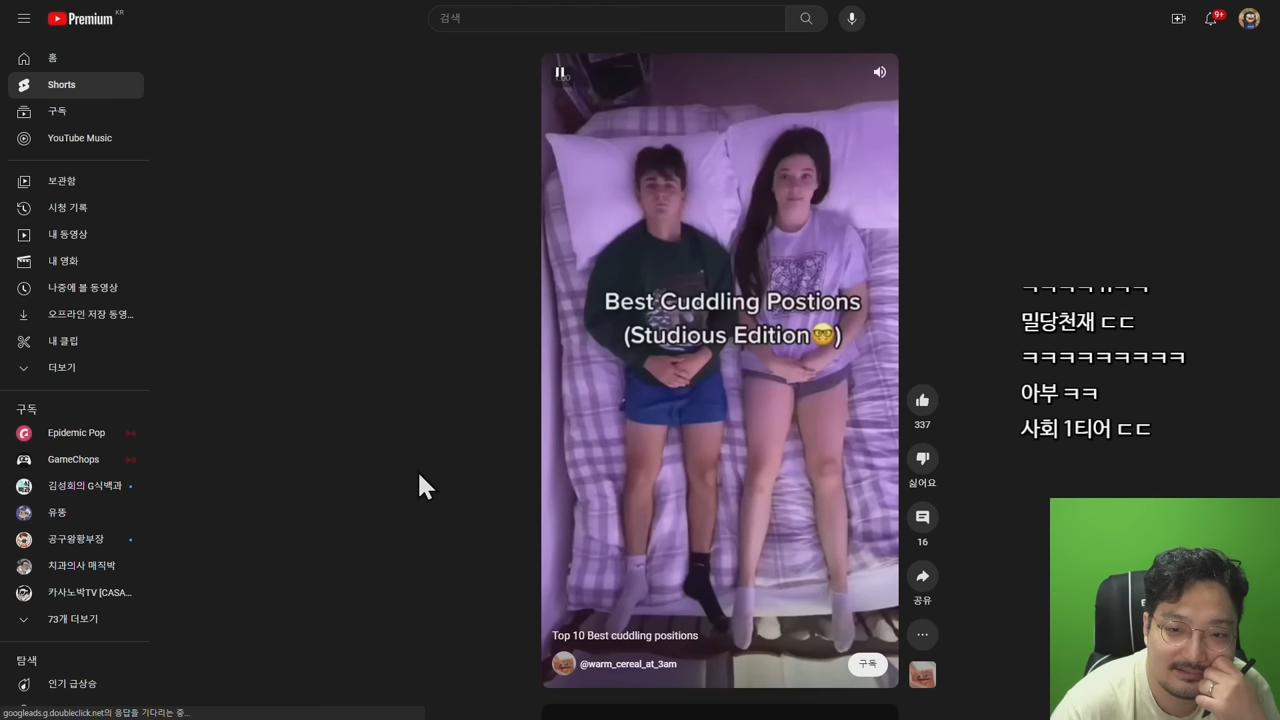 Premium KR
검색
9+
홈
Shorts
구독
YouTube Music
보관함
시청 기록
내 동영상
내 영화
나중에 볼 동영상
오프라인 저장 동영...
내 클립
더보기
구독
Epidemic Pop
GameChops
김성회의 G식백과
유뚱
공구왕황부장
치과의사 매직박
카사노박TV [CASA...
73개 더보기
탐색
인기 급상승
googleads.g.doubleclick.net의 응답을 기다리는 중...
Best Cuddling Postions
(Studious Edition🤓)
Top 10 Best cuddling positions
@warm_cereal_at_3am
구독
337
싫어요
16
공유
밀당천재 ㄷㄷ
ㅋㅋㅋㅋㅋㅋㅋㅋㅋ
아부 ㅋㅋ
사회 1티어 ㄷㄷ